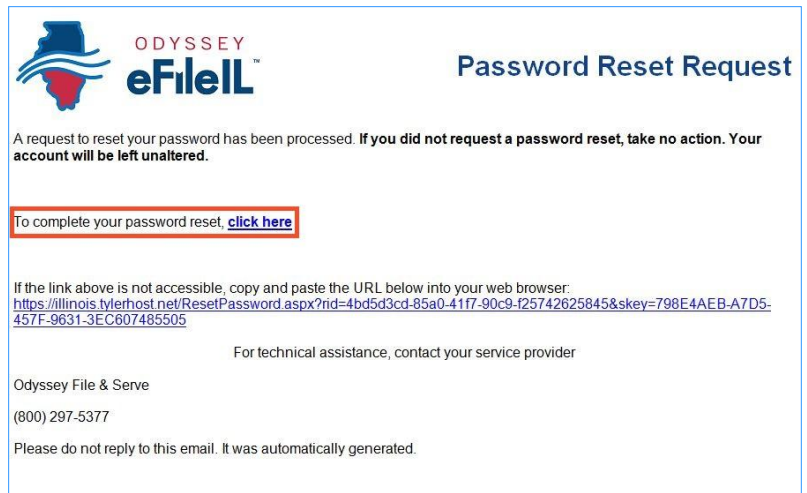 ODYSSEY
eFileIL™
Password Reset Request
A request to reset your password has been processed. If you did not request a password reset, take no action. Your
account will be left unaltered.
To complete your password reset, click here
If the link above is not accessible, copy and paste the URL below into your web browser:
https://illinois.tylerhost.net/ResetPassword.aspx?rid=4bd5d3cd-85a0-41f7-90c9-f25742625845&skey=798E4AEB-A7D5-
457F-9631-3EC607485505
For technical assistance, contact your service provider
Odyssey File & Serve
(800) 297-5377
Please do not reply to this email. It was automatically generated.